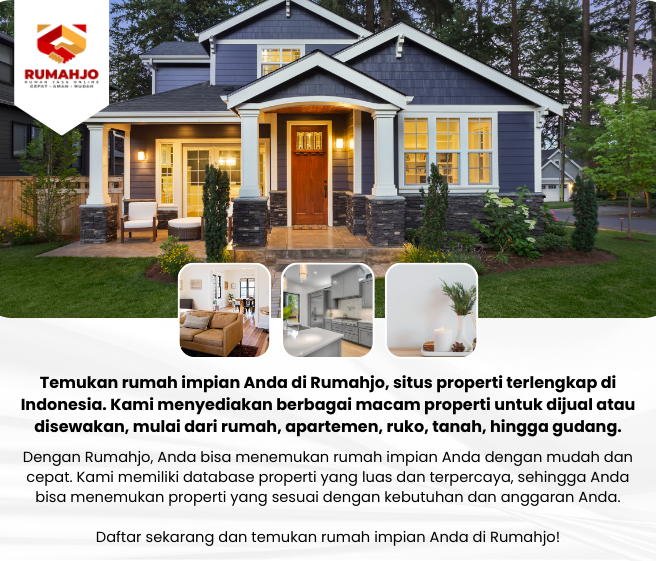 RUMAHJO
RUMAH JASA ONLINE
CEPAT - AMAN - MUDAH
Temukan rumah impian Anda di Rumahjo, situs properti terlengkap di
Indonesia. Kami menyediakan berbagai macam properti untuk dijual atau
disewakan, mulai dari rumah, apartemen, ruko, tanah, hingga gudang.
Dengan Rumahjo, Anda bisa menemukan rumah impian Anda dengan mudah dan
cepat. Kami memiliki database properti yang luas dan terpercaya, sehingga Anda
bisa menemukan properti yang sesuai dengan kebutuhan dan anggaran Anda.
Daftar sekarang dan temukan rumah impian Anda di Rumahjo!